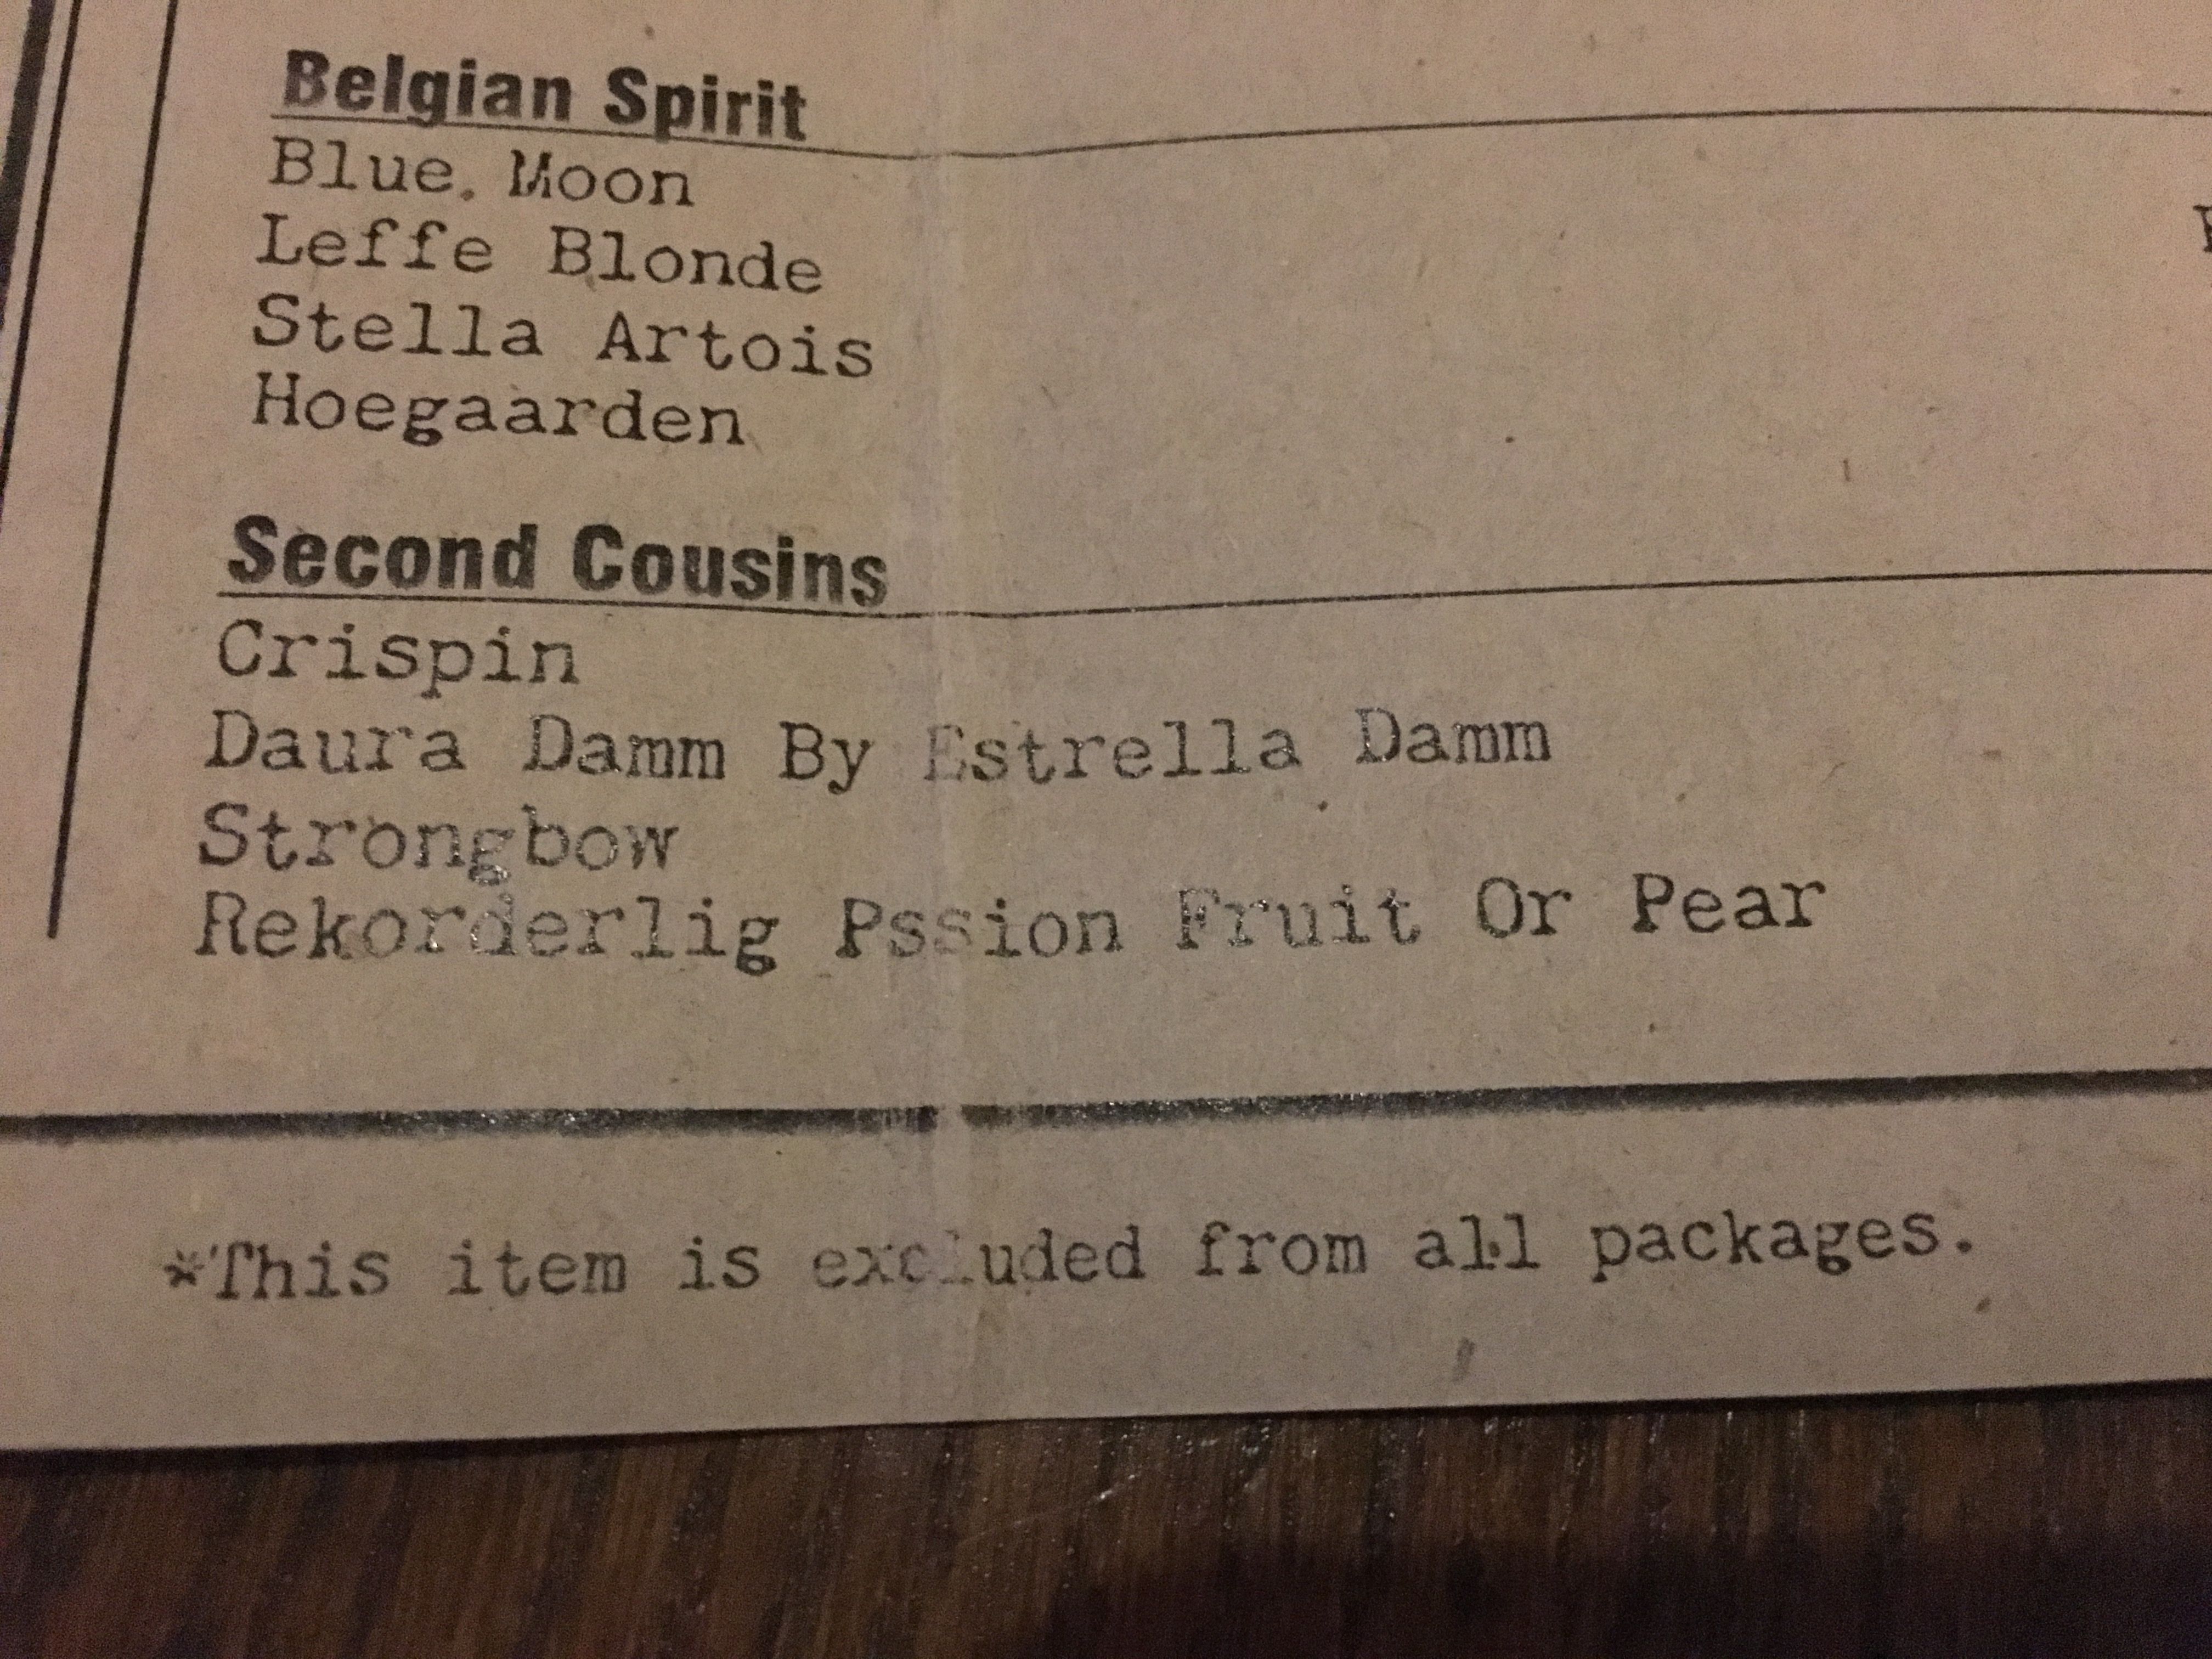 Belgian Spirit
Blue Moon
Leffe Blonde
Stella Artois
Hoegaarden
Second Cousins
Crispin
Daura Damm By Estrella Damm
Strongbow
Rekorderlig Pssion Fruit Or Pear
*This item is excluded from all packages.